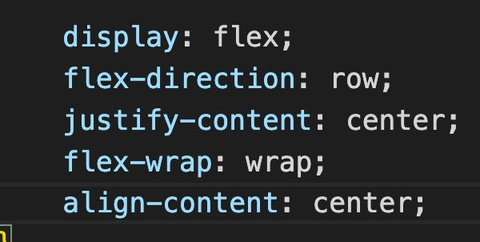 display: flex;
flex-direction: row;
justify-content: center;
flex-wrap: wrap;
align-content: center;